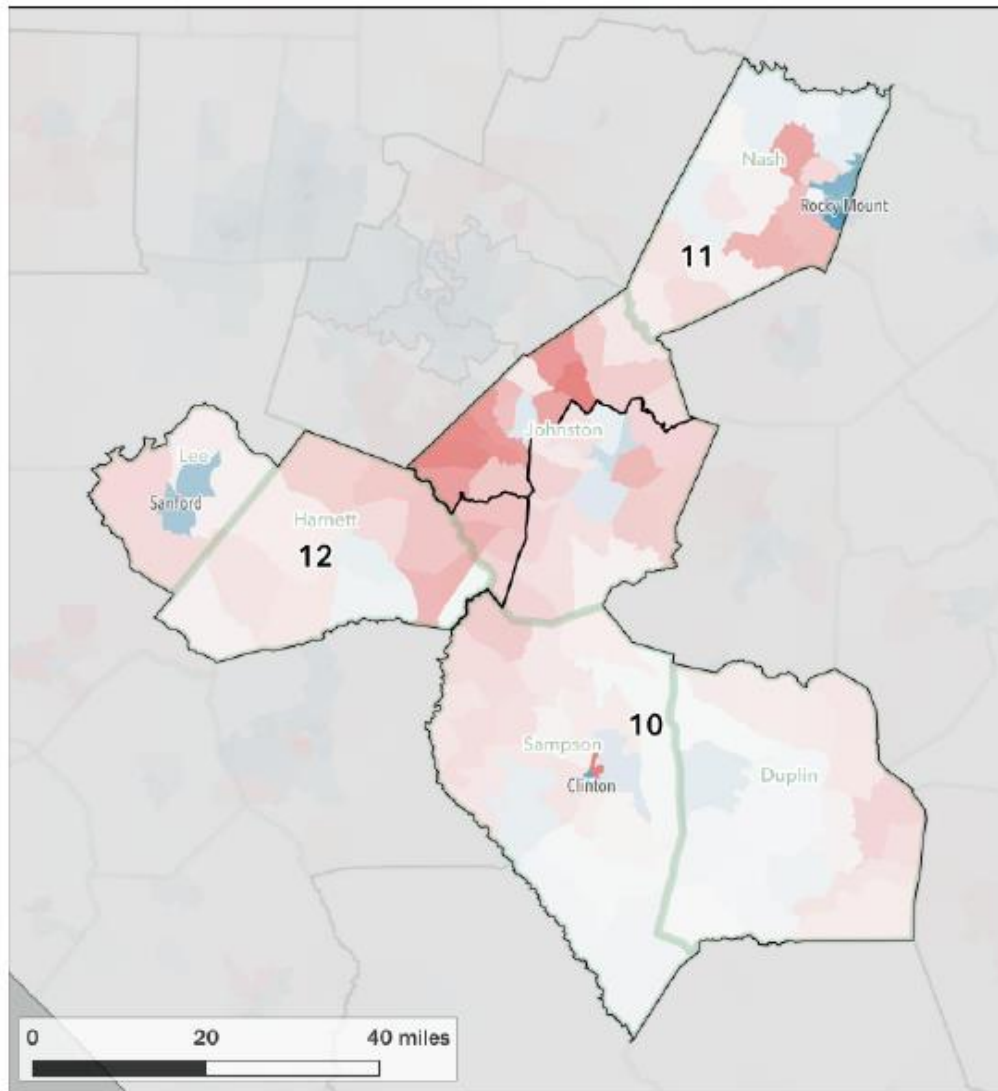 Nash
Rocky Mount
11
Johnston
Lee
Sanford
Harnett
12
10
Sampson
Clinton
Duplin
0 20 40 miles